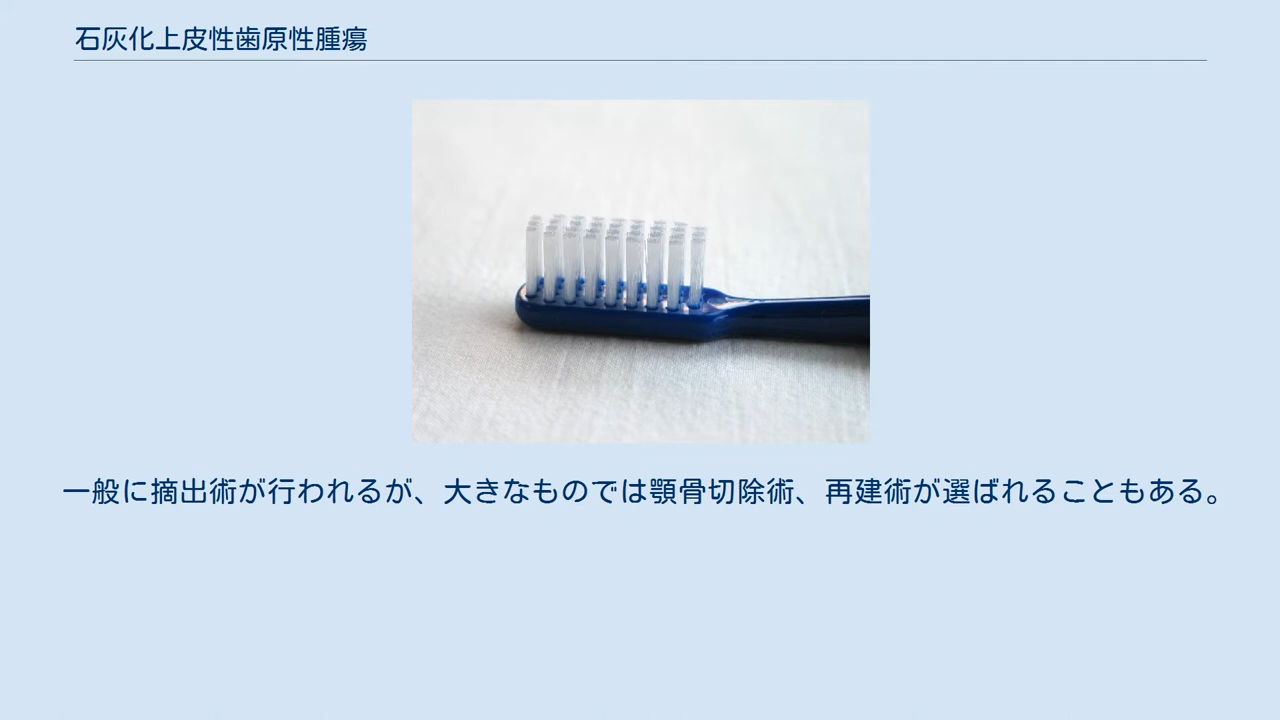 石灰化上皮性歯原性腫瘍
一般に摘出術が行われるが、大きなものでは顎骨切除術、再建術が選ばれることもある。